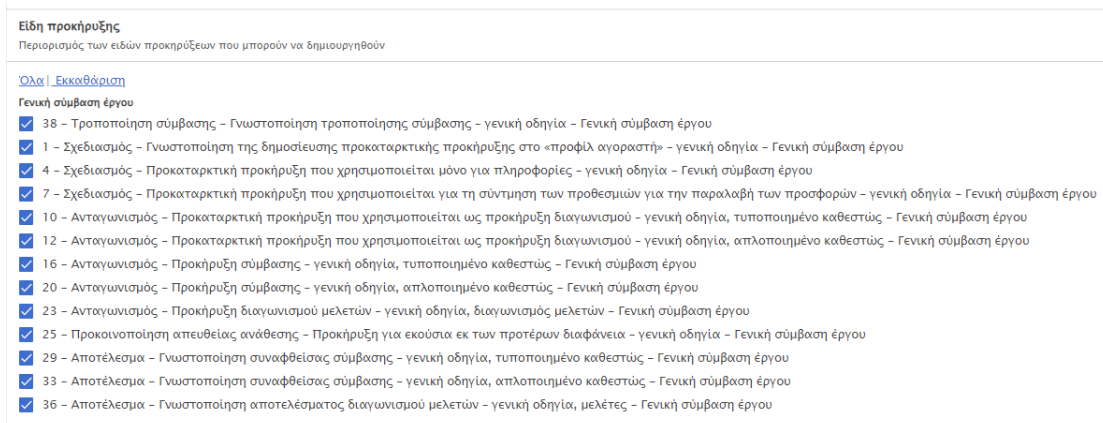 Είδη προκήρυξης
Περιορισμός των ειδών προκηρύξεων που μπορούν να δημιουργηθούν
Όλα | Εκκαθάριση
Γενική σύμβαση έργου
38 – Τροποποίηση σύμβασης – Γνωστοποίηση τροποποίησης σύμβασης – γενική οδηγία – Γενική σύμβαση έργου
1 – Σχεδιασμός – Γνωστοποίηση της δημοσίευσης προκαταρκτικής προκήρυξης στο «προφίλ αγοραστή» – γενική οδηγία – Γενική σύμβαση έργου
4 – Σχεδιασμός – Προκαταρκτική προκήρυξη που χρησιμοποιείται μόνο για πληροφορίες – γενική οδηγία – Γενική σύμβαση έργου
7 – Σχεδιασμός – Προκαταρκτική προκήρυξη που χρησιμοποιείται για τη σύντμηση των προθεσμιών για την παραλαβή των προσφορών – γενική οδηγία – Γενική σύμβαση έργου
10 – Ανταγωνισμός – Προκαταρκτική προκήρυξη που χρησιμοποιείται ως προκήρυξη διαγωνισμού – γενική οδηγία, τυποποιημένο καθεστώς – Γενική σύμβαση έργου
12 – Ανταγωνισμός – Προκαταρκτική προκήρυξη που χρησιμοποιείται ως προκήρυξη διαγωνισμού – γενική οδηγία, απλοποιημένο καθεστώς – Γενική σύμβαση έργου
16 – Ανταγωνισμός – Προκήρυξη σύμβασης – γενική οδηγία, τυποποιημένο καθεστώς – Γενική σύμβαση έργου
20 – Ανταγωνισμός – Προκήρυξη σύμβασης – γενική οδηγία, απλοποιημένο καθεστώς – Γενική σύμβαση έργου
23 – Ανταγωνισμός – Προκήρυξη διαγωνισμού μελετών – γενική οδηγία, διαγωνισμός μελετών – Γενική σύμβαση έργου
25 – Προκοινοποίηση απευθείας ανάθεσης – Προκήρυξη για εκούσια εκ των προτέρων διαφάνεια – γενική οδηγία – Γενική σύμβαση έργου
29 – Αποτέλεσμα – Γνωστοποίηση συναφθείσας σύμβασης – γενική οδηγία, τυποποιημένο καθεστώς – Γενική σύμβαση έργου
33 – Αποτέλεσμα – Γνωστοποίηση συναφθείσας σύμβασης – γενική οδηγία, απλοποιημένο καθεστώς – Γενική σύμβαση έργου
36 – Αποτέλεσμα – Γνωστοποίηση αποτελέσματος διαγωνισμού μελετών – γενική οδηγία, μελέτες – Γενική σύμβαση έργου